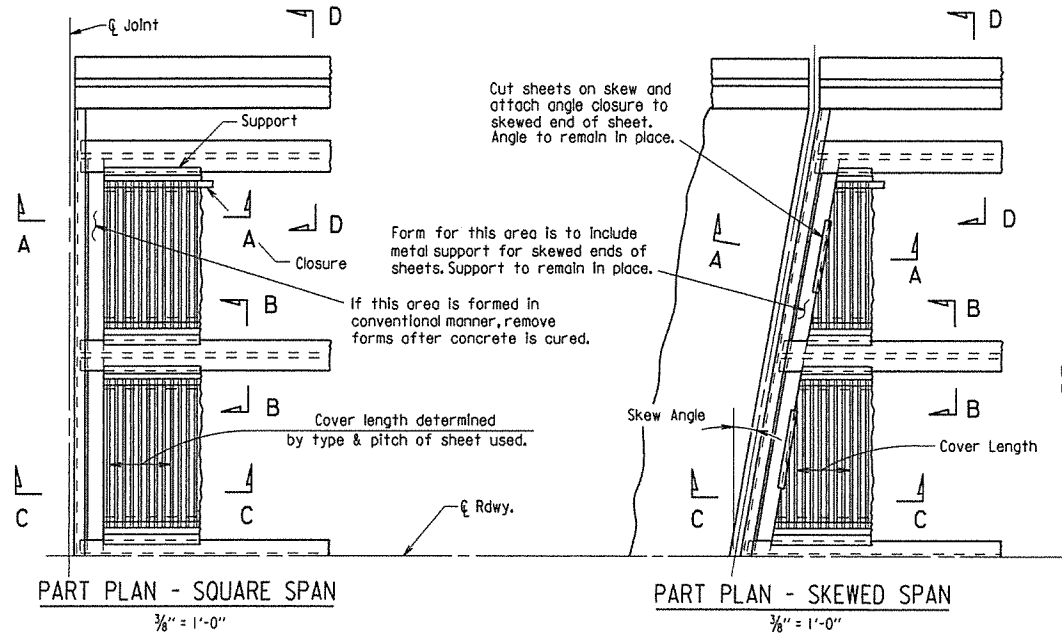 ℄ Joint
D
D
Cut sheets on skew and
attach angle closure to
skewed end of sheet.
Angle to remain in place.
Support
A
A
D
Closure
Form for this area is to include
metal support for skewed ends of
sheets. Support to remain in place.
A
A
D
B
If this area is formed in
conventional manner, remove
forms after concrete is cured.
B
B
Cover length determined
by type & pitch of sheet used.
Skew Angle
B
Cover Length
C
C
℄ Rdwy.
C
PART PLAN - SQUARE SPAN
3/8" = 1'-0"
PART PLAN - SKEWED SPAN
3/8" = 1'-0"